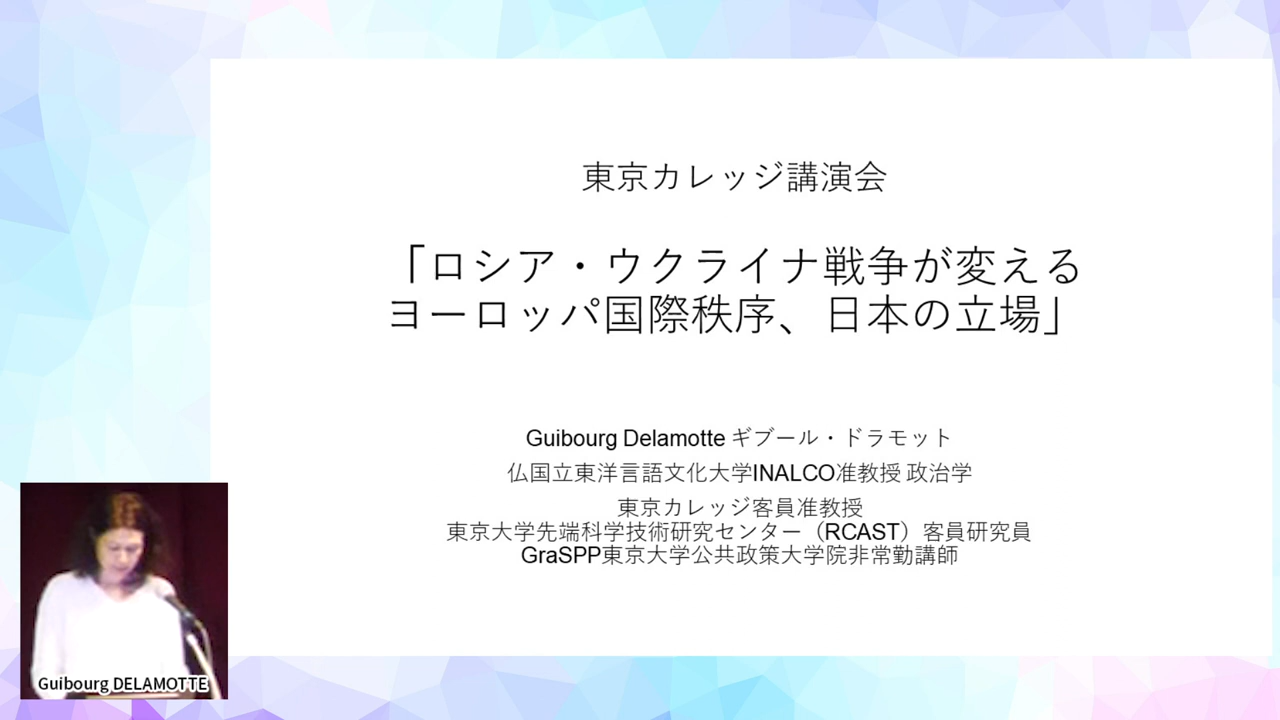 東京カレッジ講演会
「ロシア・ウクライナ戦争が変える
ヨーロッパ国際秩序、日本の立場」
Guibourg Delamotte ギブール・ドラモット
仏国立東洋言語文化大学INALCO准教授 政治学
東京カレッジ客員准教授
東京大学先端科学技術研究センター（RCAST）客員研究員
GraSPP東京大学公共政策大学院非常勤講師
Guibourg DELAMOTTE